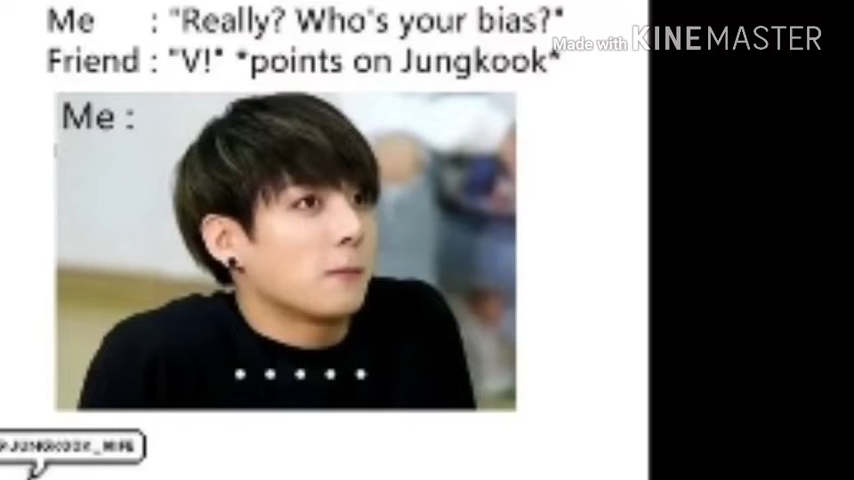 Me : "Really? Who's your bias?"
Made with KINEMASTER
Friend : "V!" *points on Jungkook*
Me :
. . . . .